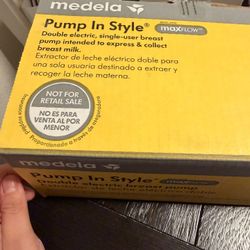 medela
Pump In Style®
maxflow™
Double electric, single-user breast
pump intended to express & collect
breast milk.
Extractor de leche eléctrico doble para
una sola usuaria destinado a extraer y
recoger la leche materna.
NOT FOR
RETAIL SALE
NO ES PARA
VENTA AL POR
MENOR
medela
Pump In Style®
Double electric breast pump